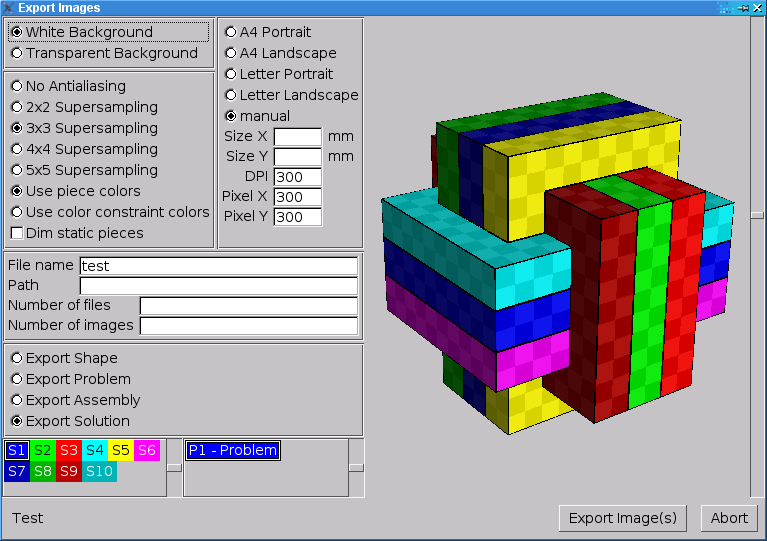 Export Images
White Background
Transparent Background
No Antialiasing
2x2 Supersampling
3x3 Supersampling
4x4 Supersampling
5x5 Supersampling
Use piece colors
Use color constraint colors
Dim static pieces
A4 Portrait
A4 Landscape
Letter Portrait
Letter Landscape
manual
Size X mm
Size Y mm
DPI 300
Pixel X 300
Pixel Y 300
File name test
Path
Number of files
Number of images
Export Shape
Export Problem
Export Assembly
Export Solution
S1 S2 S3 S4 S5 S6
S7 S8 S9 S10
P1 - Problem
Test
Export Image(s) Abort